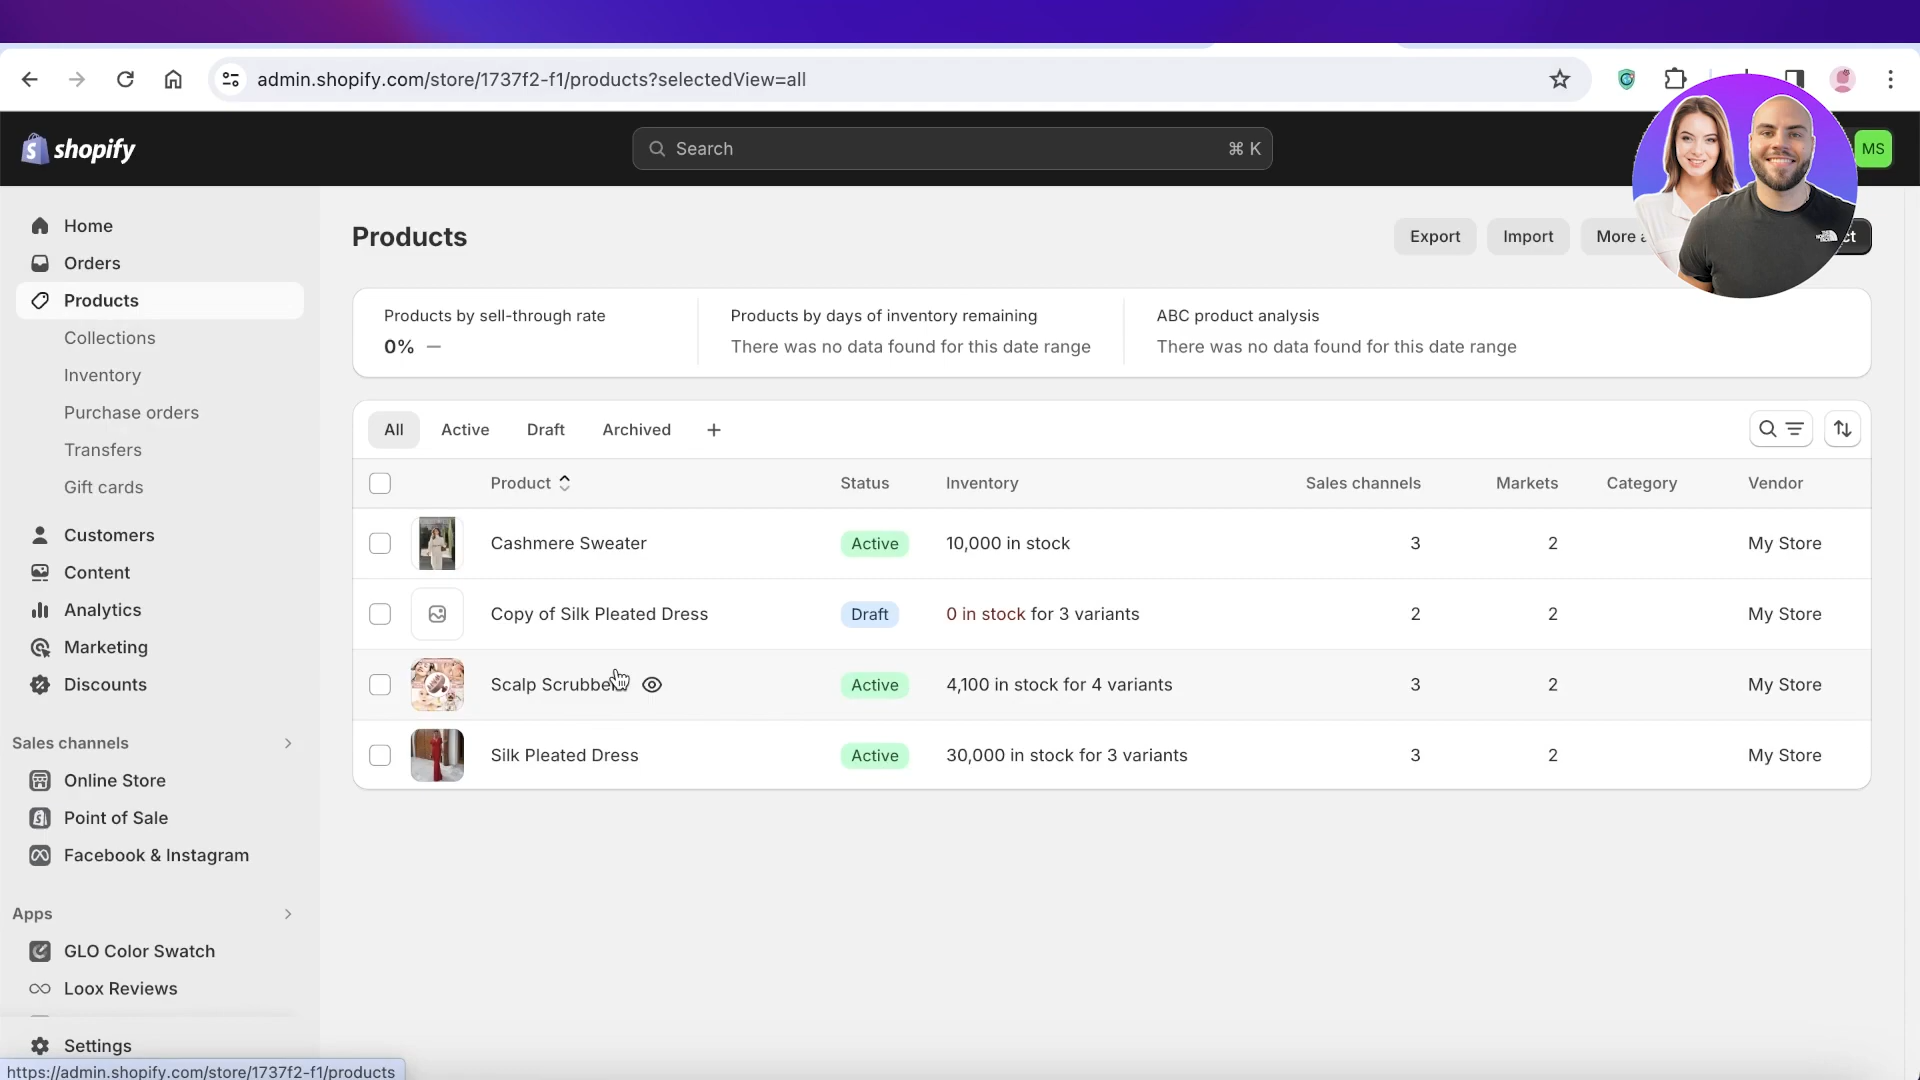 admin.shopify.com/store/1737f2-f1/products?selectedView=all
shopify
Search
⌘ K
MS
Home
Orders
Products
Collections
Inventory
Purchase orders
Transfers
Gift cards
Customers
Content
Analytics
Marketing
Discounts
Sales channels
Online Store
Point of Sale
Facebook & Instagram
Apps
GLO Color Swatch
Loox Reviews
Settings
https://admin.shopify.com/store/1737f2-f1/products
Products
Export Import More
Products by sell-through rate
0% —
Products by days of inventory remaining
There was no data found for this date range
ABC product analysis
There was no data found for this date range
All Active Draft Archived +
Product Status Inventory Sales channels Markets Category Vendor
Cashmere Sweater Active 10,000 in stock 3 2 My Store
Copy of Silk Pleated Dress Draft 0 in stock for 3 variants 2 2 My Store
Scalp Scrubber Active 4,100 in stock for 4 variants 3 2 My Store
Silk Pleated Dress Active 30,000 in stock for 3 variants 3 2 My Store